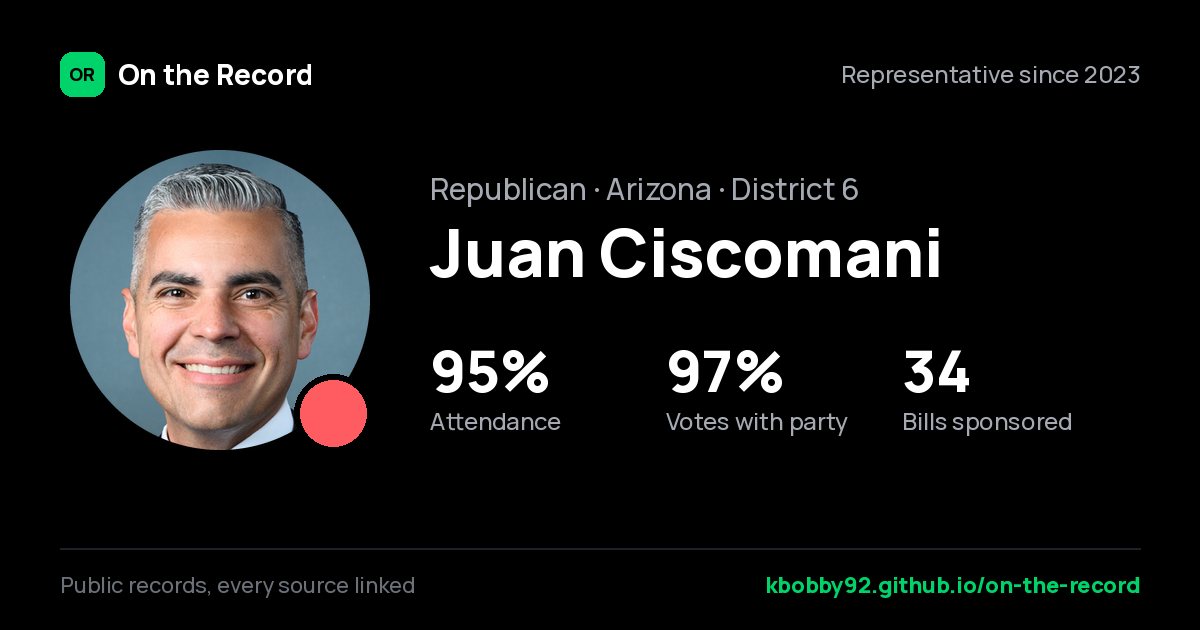 OR On the Record
Representative since 2023
Republican · Arizona · District 6
Juan Ciscomani
95% 97% 34
Attendance Votes with party Bills sponsored
Public records, every source linked
kbobby92.github.io/on-the-record